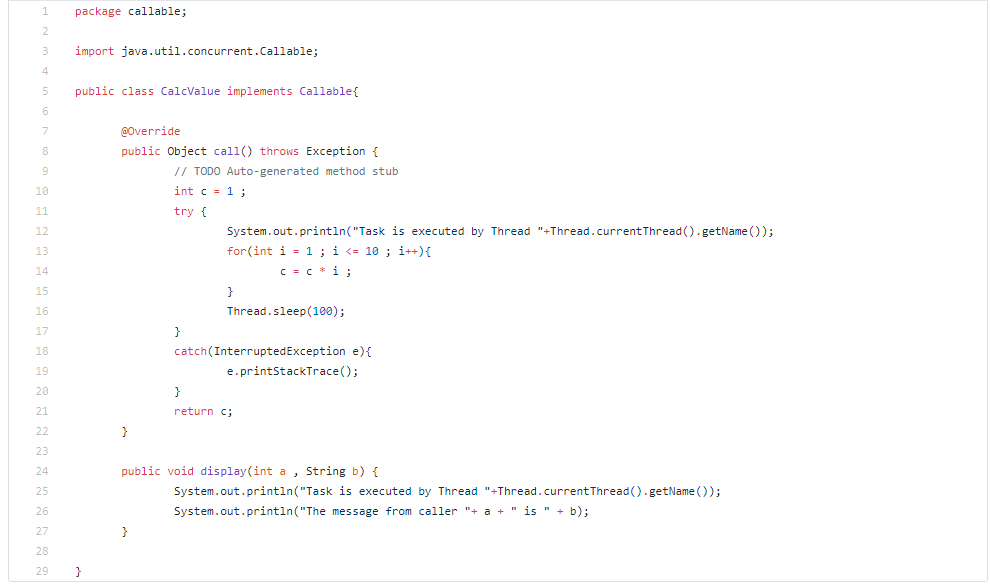 1 package callable;
2
3 import java.util.concurrent.Callable;
4
5 public class CalcValue implements Callable{
6
7 @Override
8 public Object call() throws Exception {
9 // TODO Auto-generated method stub
10 int c = 1 ;
11 try {
12 System.out.println("Task is executed by Thread "+Thread.currentThread().getName());
13 for(int i = 1 ; i <= 10 ; i++){
14 c = c * i ;
15 }
16 Thread.sleep(100);
17 }
18 catch(InterruptedException e){
19 e.printStackTrace();
20 }
21 return c;
22 }
23
24 public void display(int a , String b) {
25 System.out.println("Task is executed by Thread "+Thread.currentThread().getName());
26 System.out.println("The message from caller "+ a + " is " + b);
27 }
28
29 }